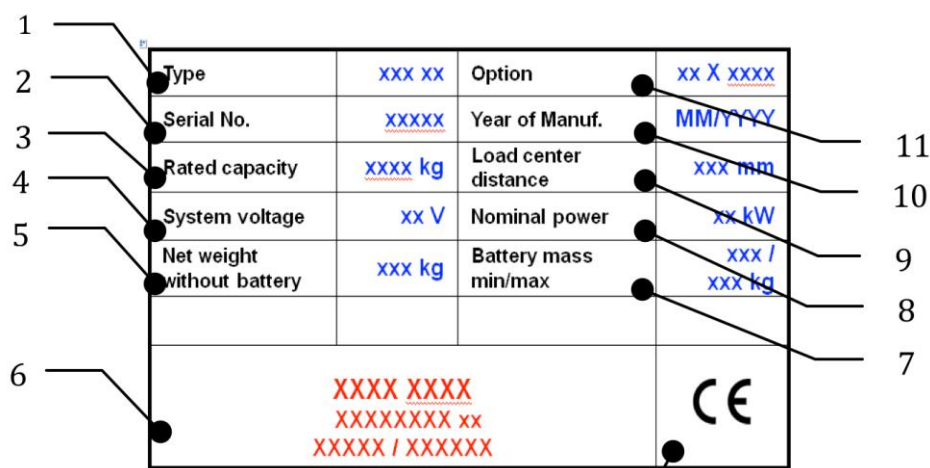 1
2
3
4
5
6
Type xxx xx Option xx X xxxx
Serial No. xxxxx Year of Manuf. MM/YYYY
Rated capacity xxxx kg Load center distance xxx mm
System voltage xx V Nominal power xx kW
Net weight without battery xxx kg Battery mass min/max xxx / xxx kg
XXXX XXXX
XXXXXXXX xx
XXXXX / XXXXXX
CE
11
10
9
8
7